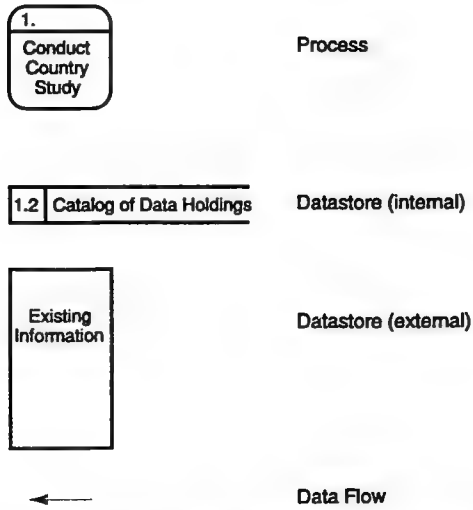 1.
Conduct
Country
Study
Process
1.2 Catalog of Data Holdings
Datastore (internal)
Existing
Information
Datastore (external)
Data Flow